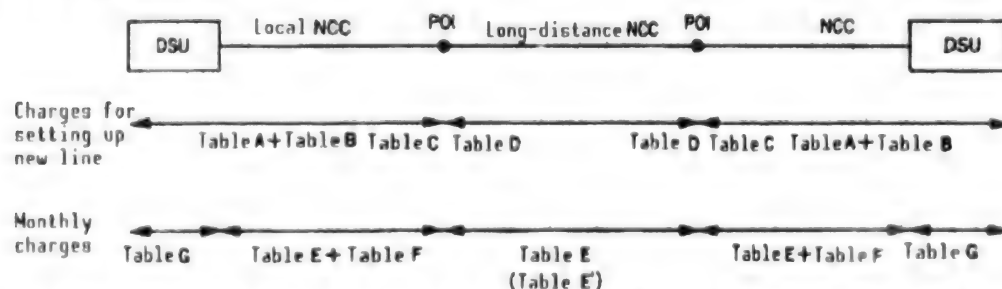 DSU Local NCC POI Long-distance NCC POI NCC DSU
Charges for
setting up
new line
Table A+Table B Table C Table D Table D Table C Table A+Table B
Monthly
charges
Table G Table E+Table F Table E Table E+Table F Table G
(Table E')